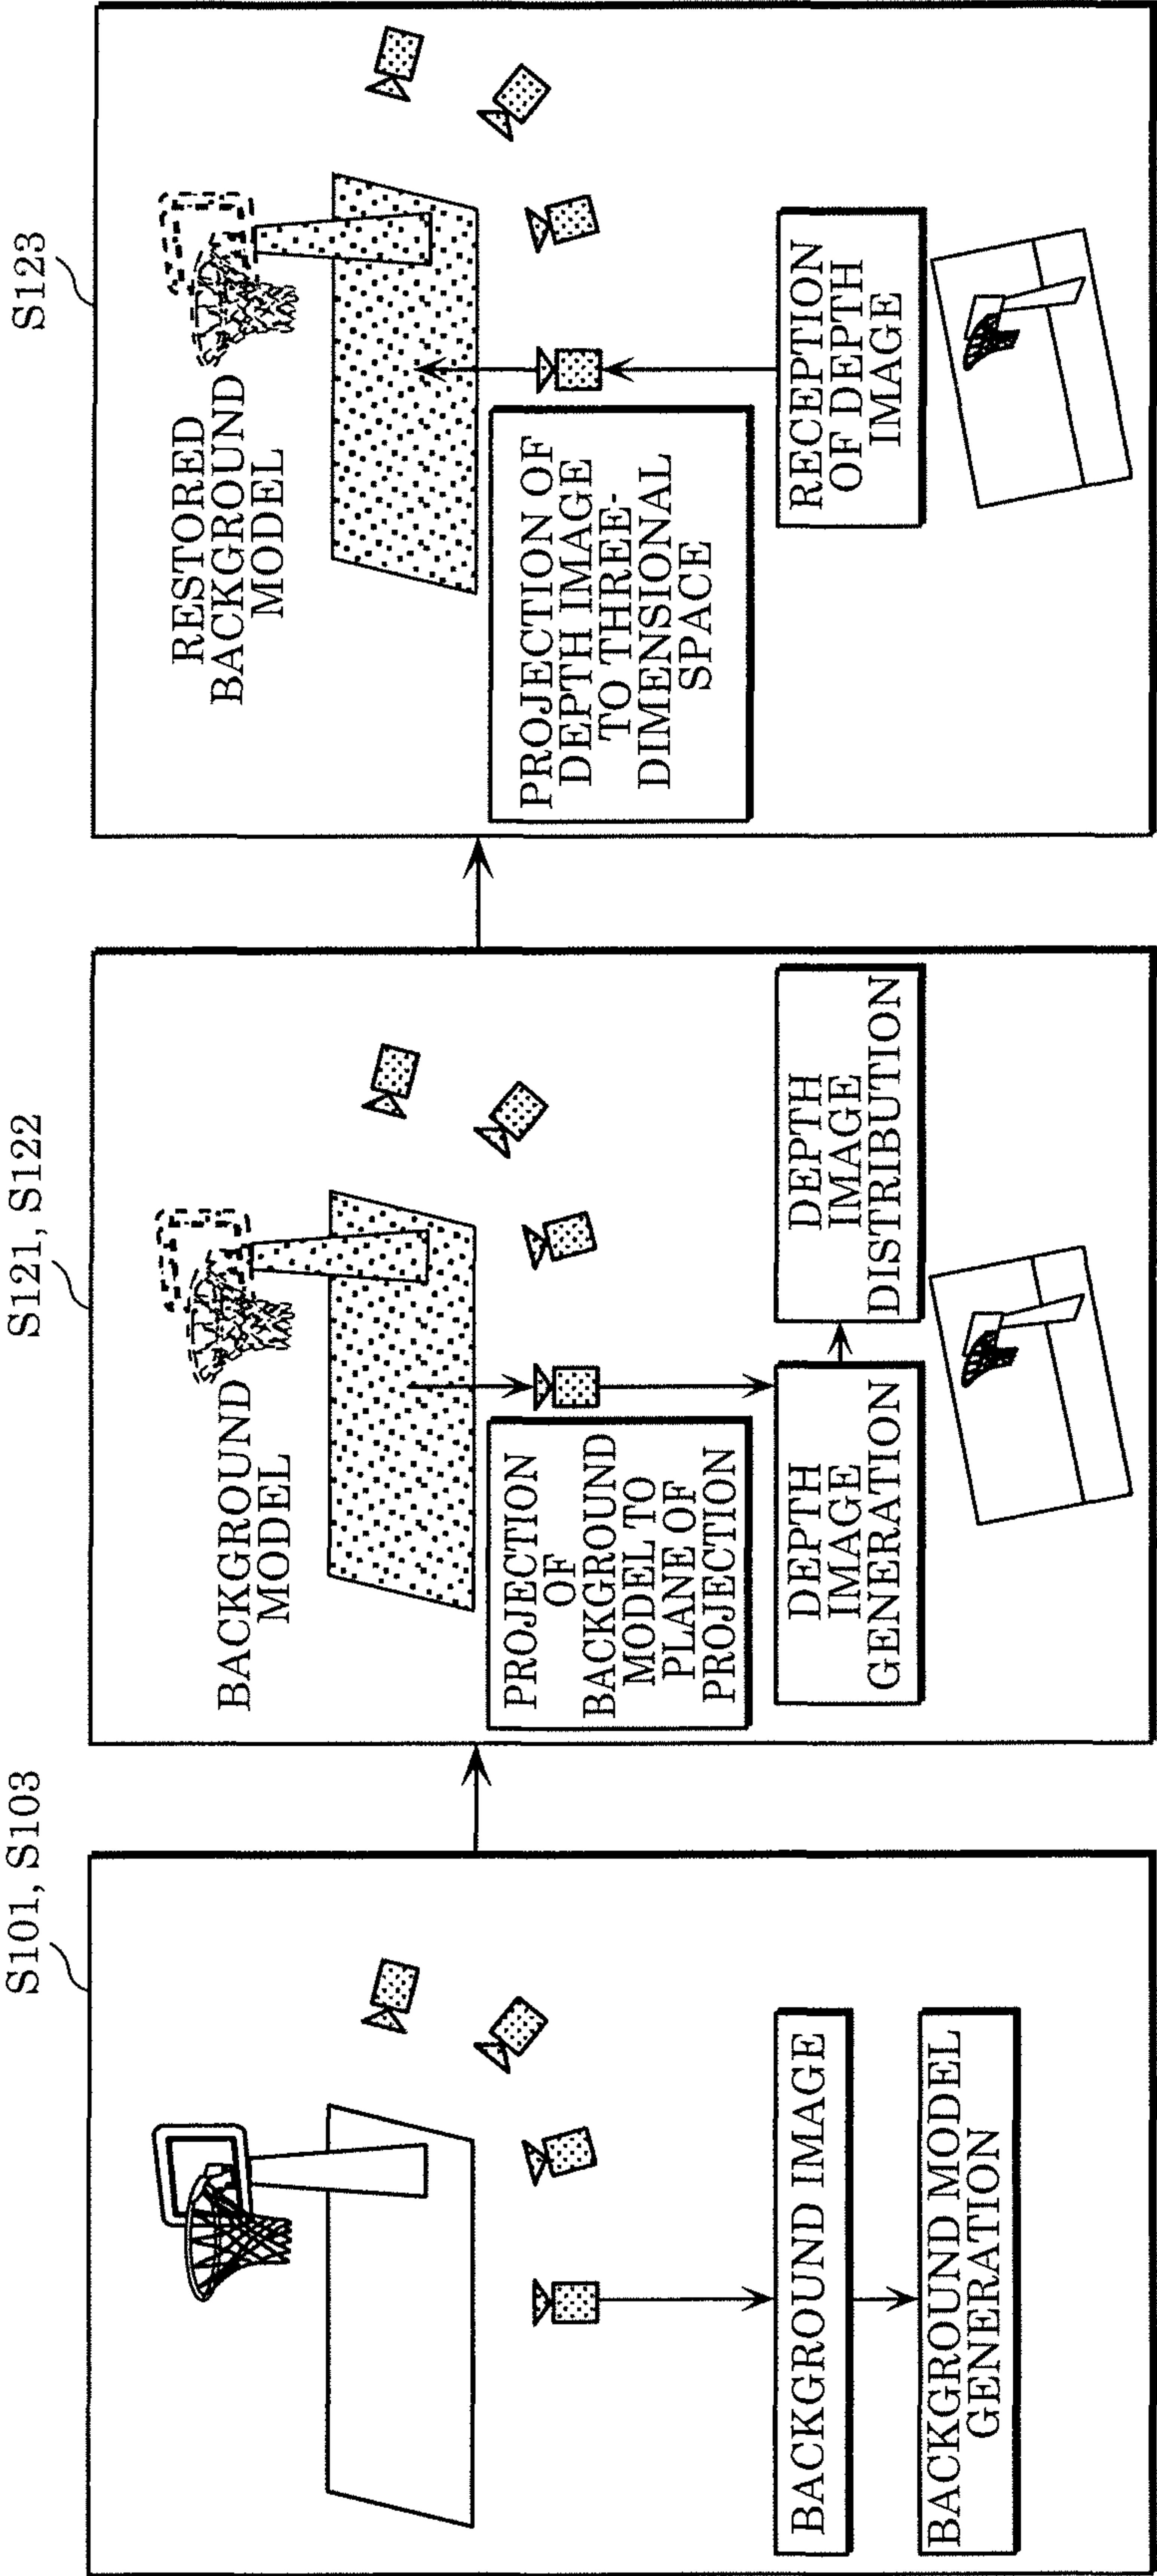 S101, S103
BACKGROUND IMAGE
BACKGROUND MODEL
GENERATION
S121, S122
BACKGROUND
MODEL
PROJECTION
OF
BACKGROUND
MODEL TO
PLANE OF
PROJECTION
DEPTH
IMAGE
GENERATION
DEPTH
IMAGE
DISTRIBUTION
S123
RESTORED
BACKGROUND
MODEL
PROJECTION OF
DEPTH IMAGE
TO THREE-
DIMENSIONAL
SPACE
RECEPTION
OF DEPTH
IMAGE